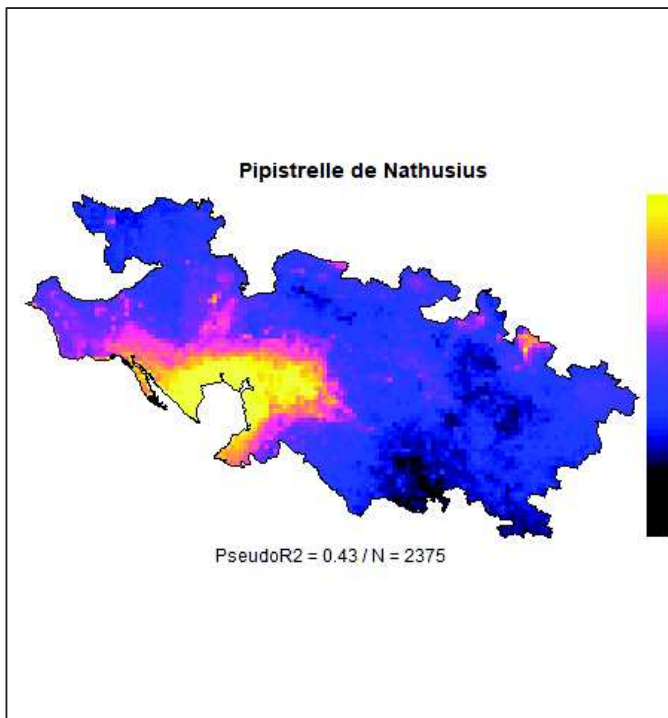 Pipistrelle de Nathusius
PseudoR2 = 0.43 / N = 2375